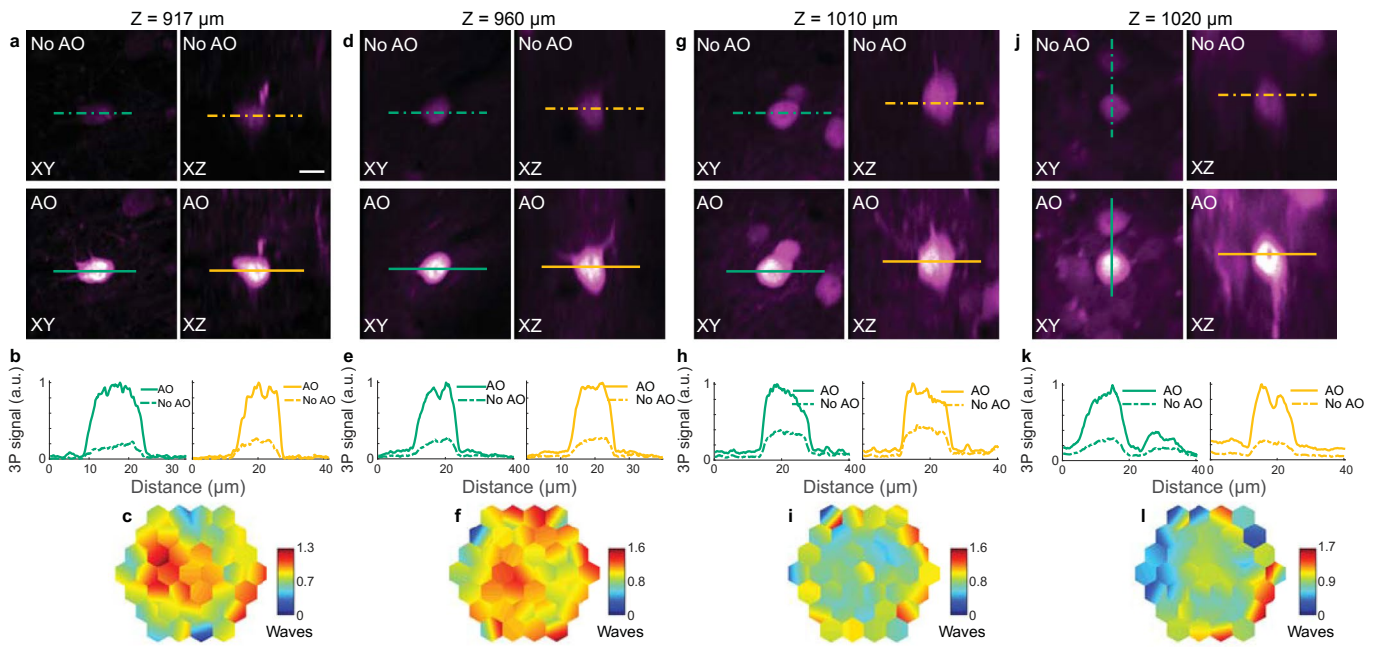 Z = 917 µm
Z = 960 µm
Z = 1010 µm
Z = 1020 µm
a No AO No AO d No AO No AO g No AO No AO j No AO No AO
XY XZ XY XZ XY XZ XY XZ
AO AO AO AO AO AO AO AO
XY XZ XY XZ XY XZ XY XZ
b e h k
3P signal (a.u.) 1 0 AO No AO AO No AO
0 10 20 30 0 20 40
Distance (µm)
3P signal (a.u.) 1 0 AO No AO AO No AO
0 20 40 0 20 40
Distance (µm)
3P signal (a.u.) 1 0 AO No AO AO No AO
0 20 40 0 20 40
Distance (µm)
3P signal (a.u.) 1 0 AO No AO AO No AO
0 20 40 0 20 40
Distance (µm)
c 1.3 0.7 0 Waves
f 1.6 0.8 0 Waves
i 1.6 0.8 0 Waves
l 1.7 0.9 0 Waves